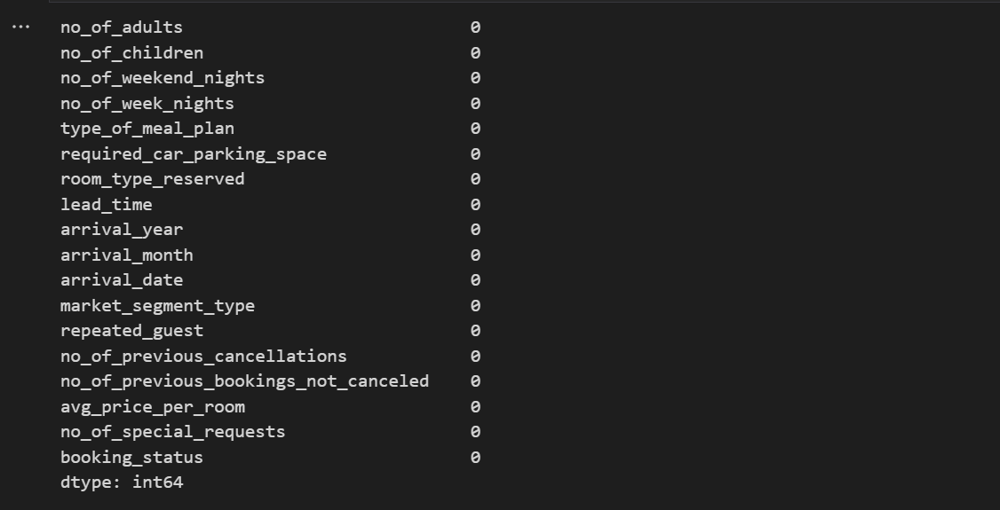 ... no_of_adults 0
no_of_children 0
no_of_weekend_nights 0
no_of_week_nights 0
type_of_meal_plan 0
required_car_parking_space 0
room_type_reserved 0
lead_time 0
arrival_year 0
arrival_month 0
arrival_date 0
market_segment_type 0
repeated_guest 0
no_of_previous_cancellations 0
no_of_previous_bookings_not_canceled 0
avg_price_per_room 0
no_of_special_requests 0
booking_status 0
dtype: int64